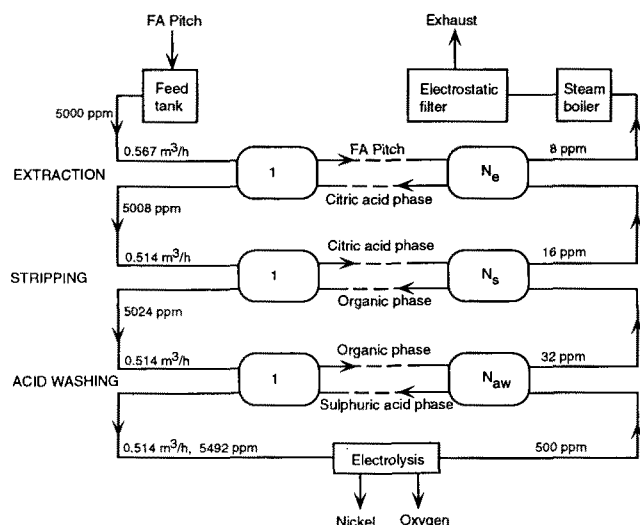 FA Pitch
Exhaust
Feed tank
Electrostatic filter
Steam boiler
5000 ppm
0.567 m³/h
FA Pitch
8 ppm
EXTRACTION
1
Nₑ
Citric acid phase
5008 ppm
Citric acid phase
0.514 m³/h
16 ppm
STRIPPING
1
Nₛ
Organic phase
5024 ppm
Organic phase
0.514 m³/h
32 ppm
ACID WASHING
1
N_aw
Sulphuric acid phase
0.514 m³/h, 5492 ppm
Electrolysis
500 ppm
Nickel
Oxygen